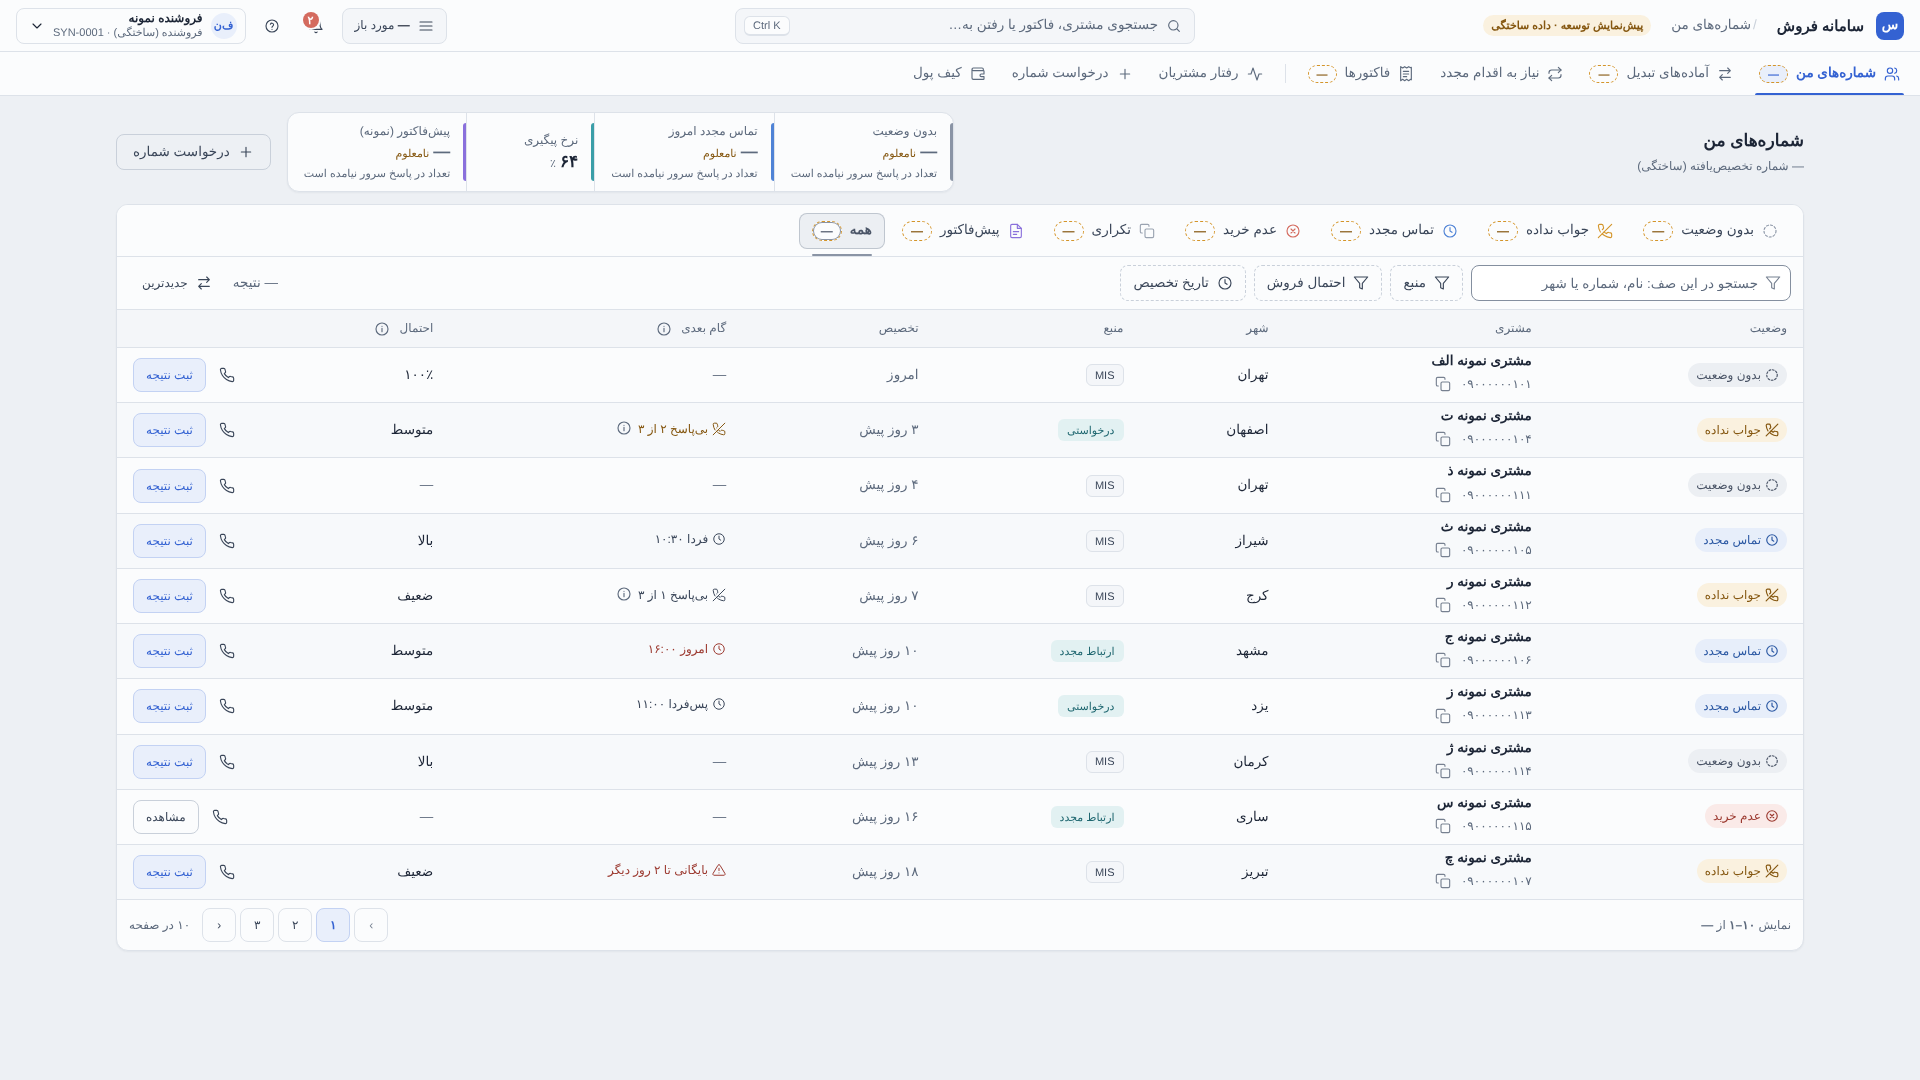 س
سامانه فروش
/ شماره‌های من
پیش‌نمایش توسعه · داده ساختگی
جستجوی مشتری، فاکتور یا رفتن به…
Ctrl K
— مورد باز
۲
ف‌ن
فروشنده نمونه
فروشنده (ساختگی) · SYN-0001
شماره‌های من —
آماده‌های تبدیل —
نیاز به اقدام مجدد
فاکتورها —
رفتار مشتریان
درخواست شماره
کیف پول
شماره‌های من
— شماره تخصیص‌یافته (ساختگی)
بدون وضعیت
— نامعلوم
تعداد در پاسخ سرور نیامده است
تماس مجدد امروز
— نامعلوم
تعداد در پاسخ سرور نیامده است
نرخ پیگیری
۶۴ ٪
پیش‌فاکتور (نمونه)
— نامعلوم
تعداد در پاسخ سرور نیامده است
درخواست شماره
بدون وضعیت —
جواب نداده —
تماس مجدد —
عدم خرید —
تکراری —
پیش‌فاکتور —
همه —
جستجو در این صف: نام، شماره یا شهر
منبع
احتمال فروش
تاریخ تخصیص
— نتیجه
جدیدترین
وضعیت مشتری شهر منبع تخصیص گام بعدی احتمال
بدون وضعیت مشتری نمونه الف ۰۹۰۰۰۰۰۰۱۰۱ تهران MIS امروز — ۱۰۰٪ ثبت نتیجه
جواب نداده مشتری نمونه ت ۰۹۰۰۰۰۰۰۱۰۴ اصفهان درخواستی ۳ روز پیش بی‌پاسخ ۲ از ۳ متوسط ثبت نتیجه
بدون وضعیت مشتری نمونه ذ ۰۹۰۰۰۰۰۰۱۱۱ تهران MIS ۴ روز پیش — — ثبت نتیجه
تماس مجدد مشتری نمونه ث ۰۹۰۰۰۰۰۰۱۰۵ شیراز MIS ۶ روز پیش فردا ۱۰:۳۰ بالا ثبت نتیجه
جواب نداده مشتری نمونه ر ۰۹۰۰۰۰۰۰۱۱۲ کرج MIS ۷ روز پیش بی‌پاسخ ۱ از ۳ ضعیف ثبت نتیجه
تماس مجدد مشتری نمونه ج ۰۹۰۰۰۰۰۰۱۰۶ مشهد ارتباط مجدد ۱۰ روز پیش امروز ۱۶:۰۰ متوسط ثبت نتیجه
تماس مجدد مشتری نمونه ز ۰۹۰۰۰۰۰۰۱۱۳ یزد درخواستی ۱۰ روز پیش پس‌فردا ۱۱:۰۰ متوسط ثبت نتیجه
بدون وضعیت مشتری نمونه ژ ۰۹۰۰۰۰۰۰۱۱۴ کرمان MIS ۱۳ روز پیش — بالا ثبت نتیجه
عدم خرید مشتری نمونه س ۰۹۰۰۰۰۰۰۱۱۵ ساری ارتباط مجدد ۱۶ روز پیش — — مشاهده
جواب نداده مشتری نمونه چ ۰۹۰۰۰۰۰۰۱۰۷ تبریز MIS ۱۸ روز پیش بایگانی تا ۲ روز دیگر ضعیف ثبت نتیجه
نمایش ۱–۱۰ از —
› ۱ ۲ ۳ ‹
۱۰ در صفحه